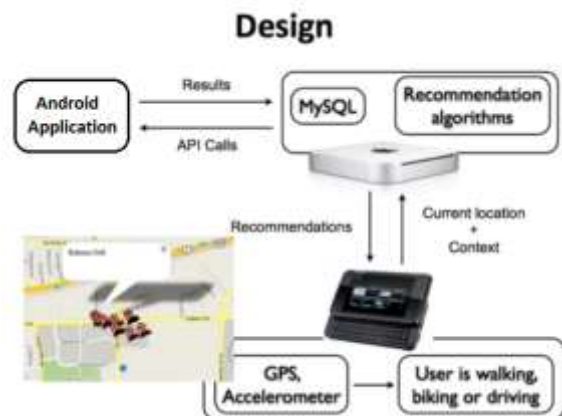 Design
Android
Application
Results
API Calls
MySQL
Recommendation
algorithms
Recommendations
Current location
+
Context
GPS,
Accelerometer
User is walking,
biking or driving